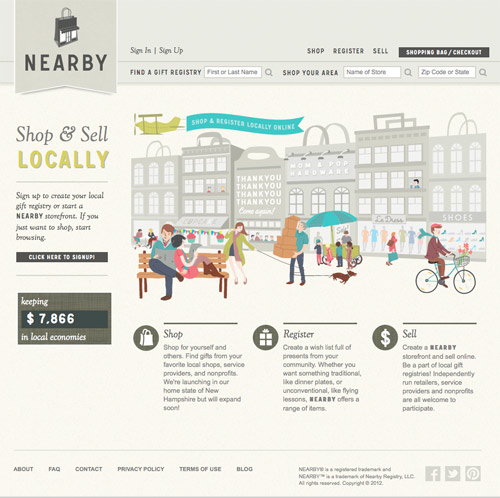 NEARBY
Sign In | Sign Up
SHOP REGISTER SELL SHOPPING BAG/CHECKOUT
FIND A GIFT REGISTRY First or Last Name SHOP YOUR AREA Name of Store Zip Code or State
Shop & Sell
LOCALLY
Sign up to create your local
gift registry or start a
NEARBY storefront. If you
just want to shop, start
browsing.
CLICK HERE TO SIGNUP!
keeping
$ 7,866
in local economies
SHOP & REGISTER LOCALLY ONLINE
THANKYOU
THANKYOU
THANKYOU
THANKYOU
Come again!
MOM & POP
HARDWARE
La Dress
SHOES
Shop
Shop for yourself and
others. Find gifts from your
favorite local shops, service
providers, and nonprofits.
We're launching in our
home state of New
Hampshire but will expand
soon!
Register
Create a wish list full of
presents from your
community. Whether you
want something traditional,
like dinner plates, or
unconventional, like flying
lessons, NEARBY offers a
range of items.
$
Sell
Create a NEARBY
storefront and sell online.
Be a part of local gift
registries! Independently
run retailers, service
providers and nonprofits
are all welcome to
participate.
ABOUT FAQ CONTACT PRIVACY POLICY TERMS OF USE BLOG
NEARBY® is a registered trademark and
NEARBY™ is a trademark of Nearby Registry, LLC.
All rights reserved. Copyright © 2012.